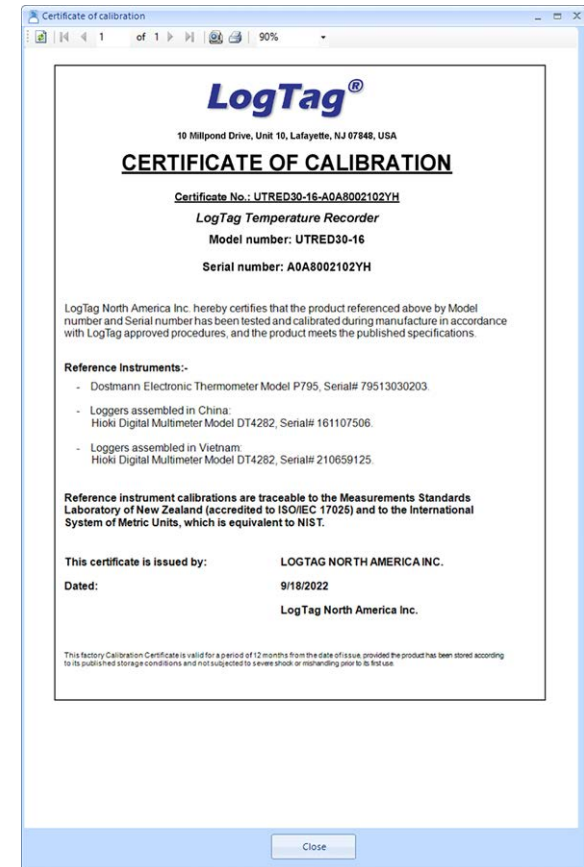 Certificate of calibration
1 of 1 90%
LogTag®
10 Millpond Drive, Unit 10, Lafayette, NJ 07848, USA
CERTIFICATE OF CALIBRATION
Certificate No.: UTRED30-16-A0A8002102YH
LogTag Temperature Recorder
Model number: UTRED30-16
Serial number: A0A8002102YH
LogTag North America Inc. hereby certifies that the product referenced above by Model
number and Serial number has been tested and calibrated during manufacture in accordance
with LogTag approved procedures, and the product meets the published specifications.
Reference Instruments:-
- Dostmann Electronic Thermometer Model P795, Serial# 79513030203.
- Loggers assembled in China:
Hioki Digital Multimeter Model DT4282, Serial# 161107506.
- Loggers assembled in Vietnam:
Hioki Digital Multimeter Model DT4282, Serial# 210659125.
Reference instrument calibrations are traceable to the Measurements Standards
Laboratory of New Zealand (accredited to ISO/IEC 17025) and to the International
System of Metric Units, which is equivalent to NIST.
This certificate is issued by: LOGTAG NORTH AMERICA INC.
Dated: 9/18/2022
LogTag North America Inc.
This factory Calibration Certificate is valid for a period of 12 months from the date of issue, provided the product has been stored according
to its published storage conditions and not subjected to severe shock or mishandling prior to its first use.
Close